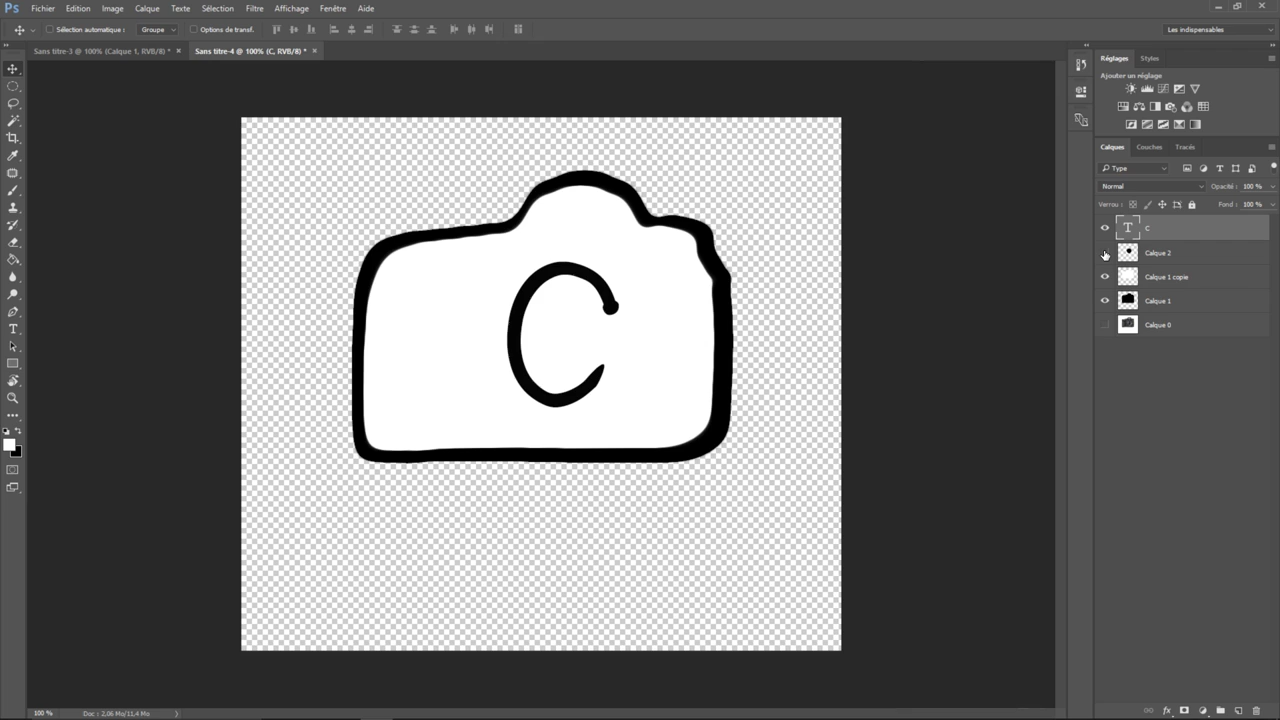 Ps Fichier Edition Image Calque Texte Sélection Filtre Affichage Fenêtre Aide
Sélection automatique : Groupe Options de transf. Les indispensables
Sans titre-3 @ 100% (Calque 1, RVB/8) * × Sans titre-4 @ 100% (C, RVB/8) * ×
Réglages Styles
Ajouter un réglage
Calques Couches Tracés
Type
Normal Opacité : 100 %
Verrou : Fond : 100 %
T C
Calque 2
Calque 1 copie
Calque 1
Calque 0
C
100 % Doc : 2,06 Mo/11,4 Mo